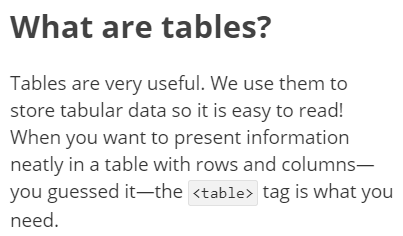 What are tables?
Tables are very useful. We use them to
store tabular data so it is easy to read!
When you want to present information
neatly in a table with rows and columns—
you guessed it—the <table> tag is what you
need.